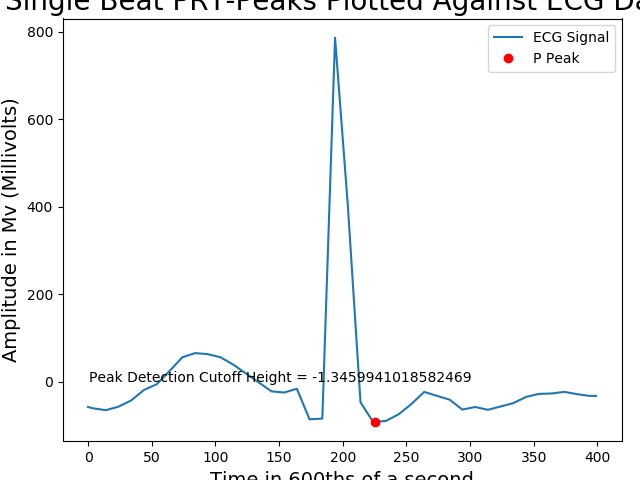 Single Beat PRT-Peaks Plotted Against ECG Da
ECG Signal
P Peak
Amplitude in Mv (Millivolts)
800
600
400
200
0
Peak Detection Cutoff Height = -1.3459941018582469
0 50 100 150 200 250 300 350 400
Time in 600ths of a second